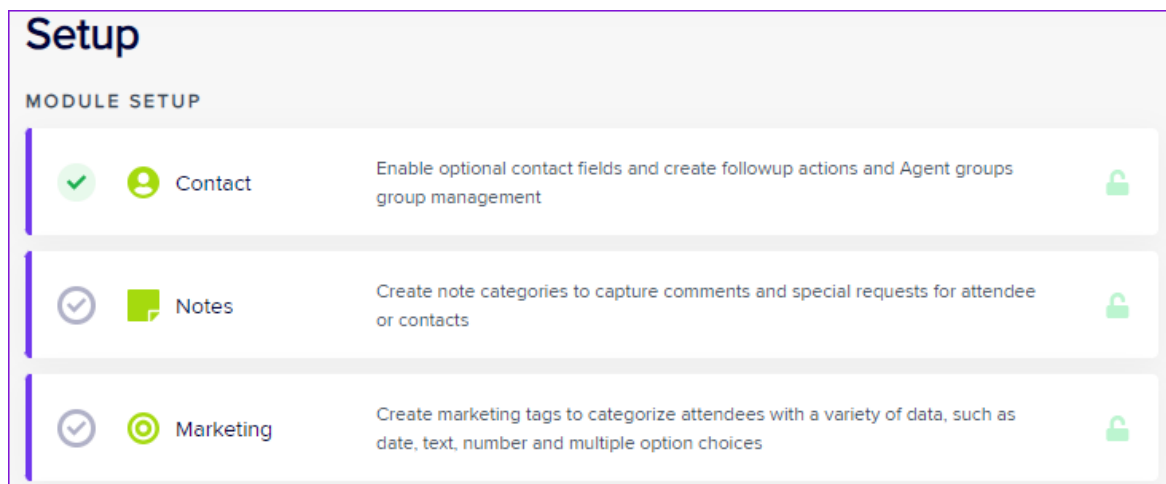 Setup
MODULE SETUP
Contact
Enable optional contact fields and create followup actions and Agent groups
group management
Notes
Create note categories to capture comments and special requests for attendee
or contacts
Marketing
Create marketing tags to categorize attendees with a variety of data, such as
date, text, number and multiple option choices